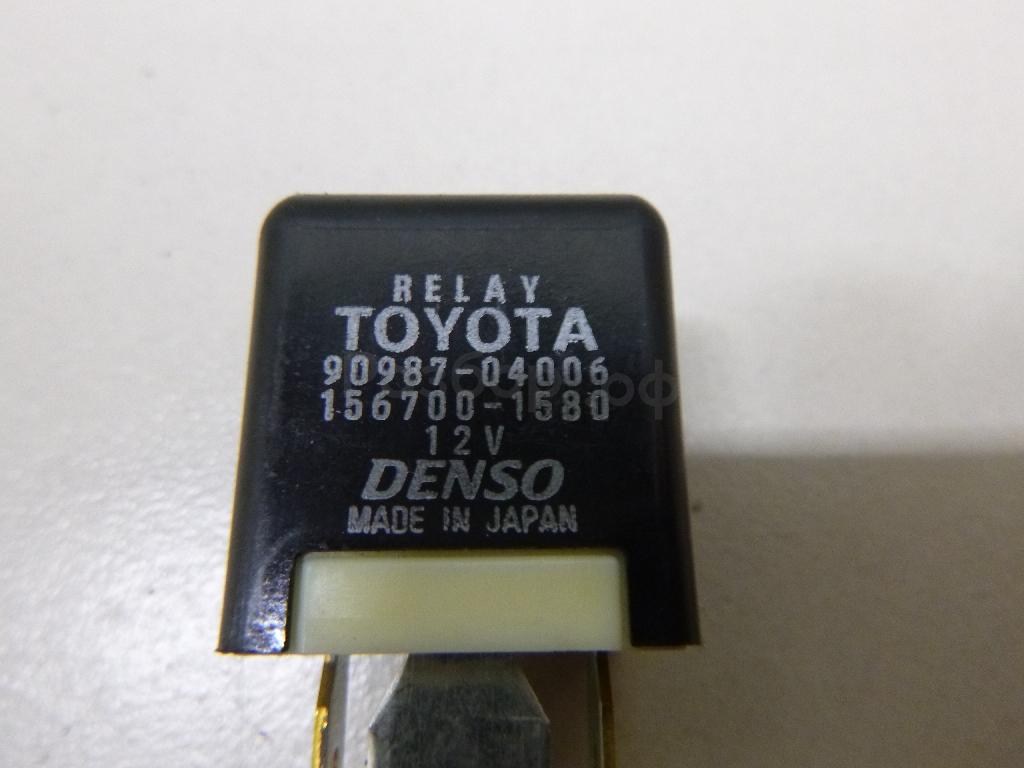 RELAY
TOYOTA
90987-04006
156700-1580
12V
DENSO
MADE IN JAPAN